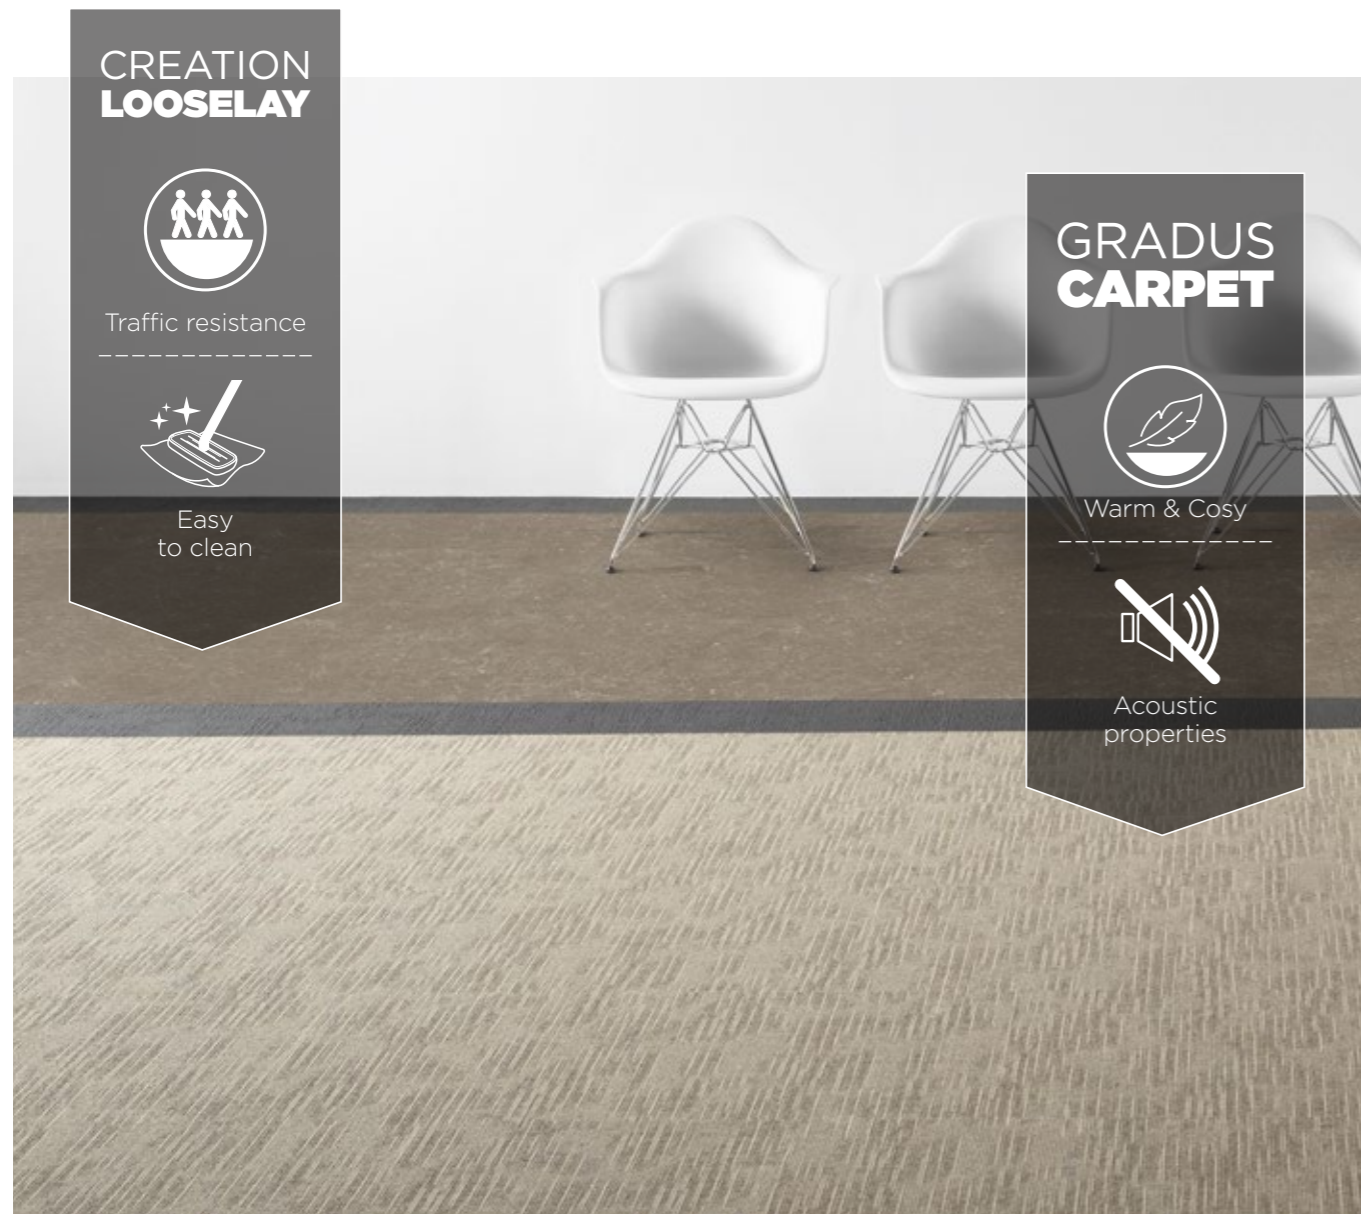 CREATION
LOOSELAY
Traffic resistance
Easy
to clean
GRADUS
CARPET
Warm & Cosy
Acoustic
properties